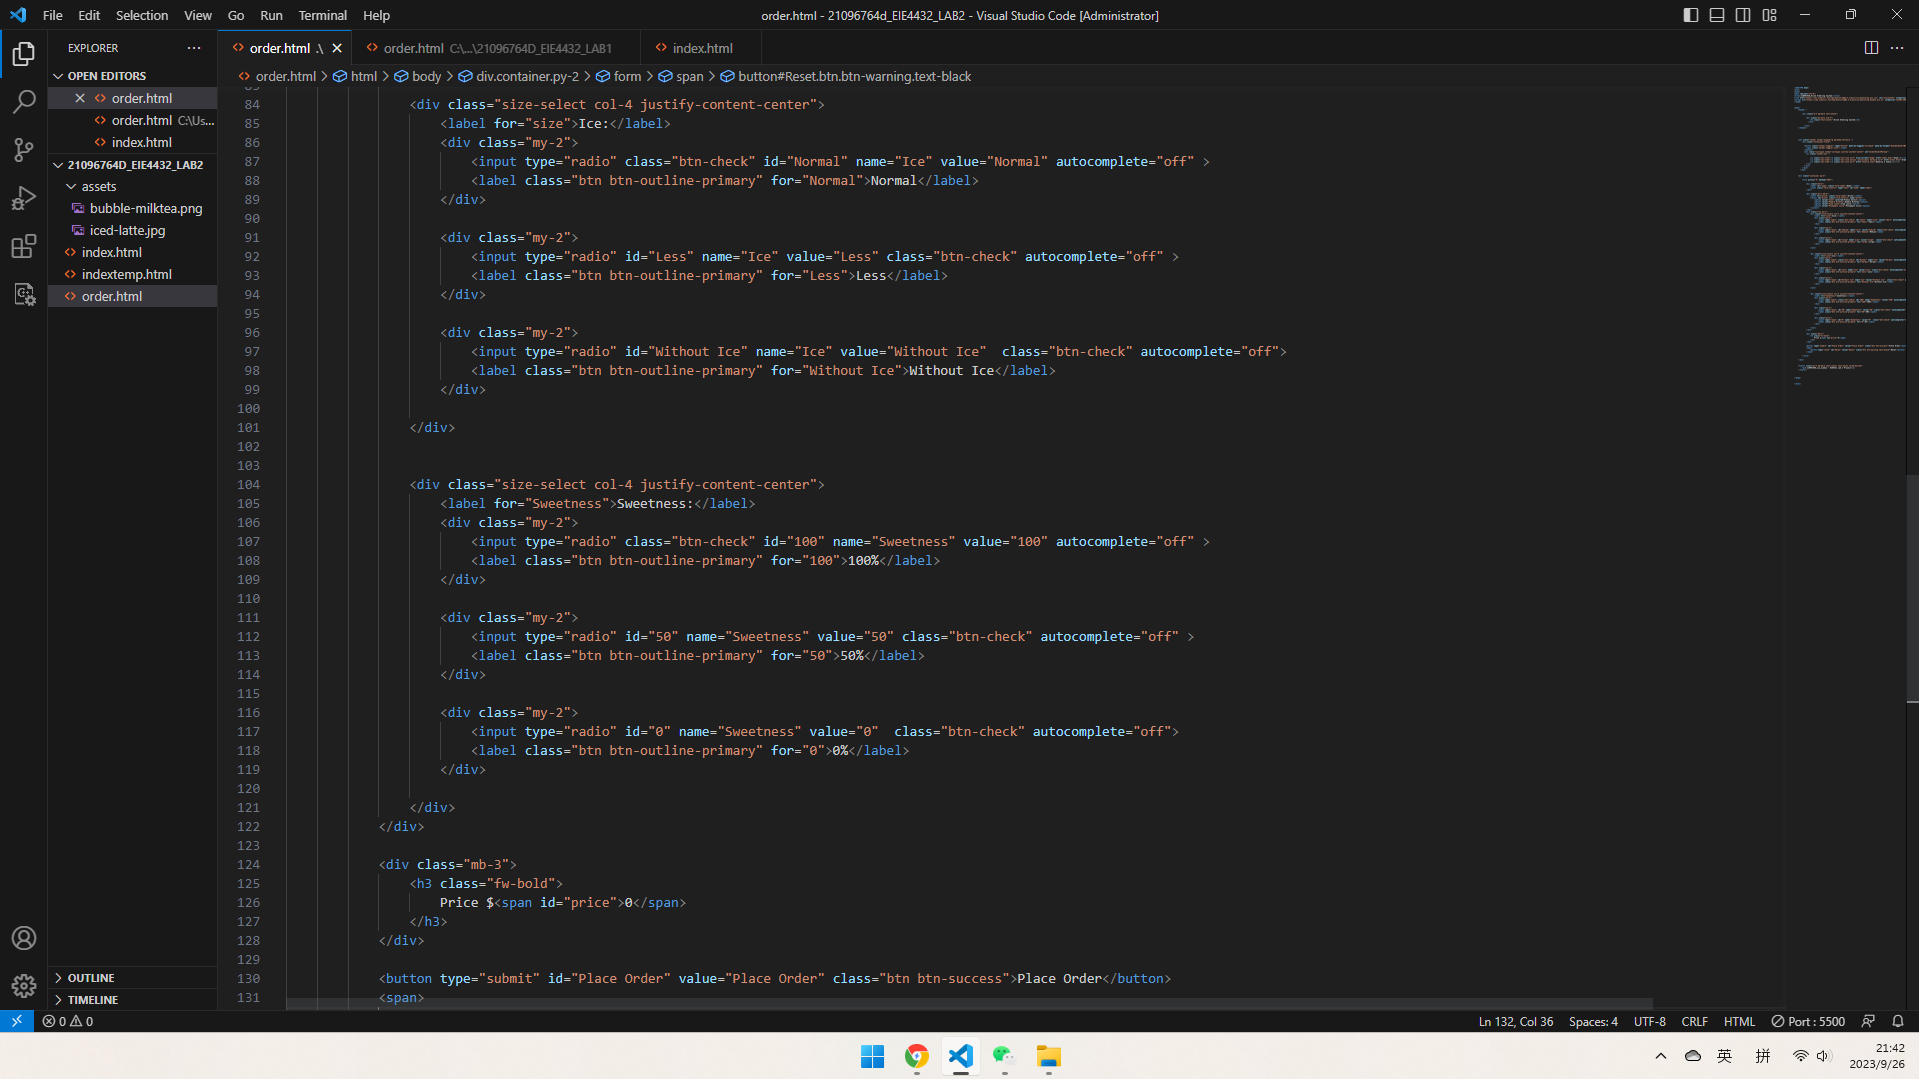 File Edit Selection View Go Run Terminal Help
order.html - 21096764d_EIE4432_LAB2 - Visual Studio Code [Administrator]
EXPLORER
OPEN EDITORS
order.html
order.html C:\Us...
index.html
21096764D_EIE4432_LAB2
assets
bubble-milktea.png
iced-latte.jpg
index.html
indextemp.html
order.html
OUTLINE
TIMELINE
order.html .\
order.html C:\...\21096764D_EIE4432_LAB1
index.html
order.html > html > body > div.container.py-2 > form > span > button#Reset.btn.btn-warning.text-black
84 <div class="size-select col-4 justify-content-center">
85 <label for="size">Ice:</label>
86 <div class="my-2">
87 <input type="radio" class="btn-check" id="Normal" name="Ice" value="Normal" autocomplete="off" >
88 <label class="btn btn-outline-primary" for="Normal">Normal</label>
89 </div>
90
91 <div class="my-2">
92 <input type="radio" id="Less" name="Ice" value="Less" class="btn-check" autocomplete="off" >
93 <label class="btn btn-outline-primary" for="Less">Less</label>
94 </div>
95
96 <div class="my-2">
97 <input type="radio" id="Without Ice" name="Ice" value="Without Ice"  class="btn-check" autocomplete="off">
98 <label class="btn btn-outline-primary" for="Without Ice">Without Ice</label>
99 </div>
100
101 </div>
102
103
104 <div class="size-select col-4 justify-content-center">
105 <label for="Sweetness">Sweetness:</label>
106 <div class="my-2">
107 <input type="radio" class="btn-check" id="100" name="Sweetness" value="100" autocomplete="off" >
108 <label class="btn btn-outline-primary" for="100">100%</label>
109 </div>
110
111 <div class="my-2">
112 <input type="radio" id="50" name="Sweetness" value="50" class="btn-check" autocomplete="off" >
113 <label class="btn btn-outline-primary" for="50">50%</label>
114 </div>
115
116 <div class="my-2">
117 <input type="radio" id="0" name="Sweetness" value="0"  class="btn-check" autocomplete="off">
118 <label class="btn btn-outline-primary" for="0">0%</label>
119 </div>
120
121 </div>
122 </div>
123
124 <div class="mb-3">
125 <h3 class="fw-bold">
126 Price $<span id="price">0</span>
127 </h3>
128 </div>
129
130 <button type="submit" id="Place Order" value="Place Order" class="btn btn-success">Place Order</button>
131 <span>
0 0
Ln 132, Col 36 Spaces: 4 UTF-8 CRLF HTML Port : 5500
英 拼
21:42
2023/9/26